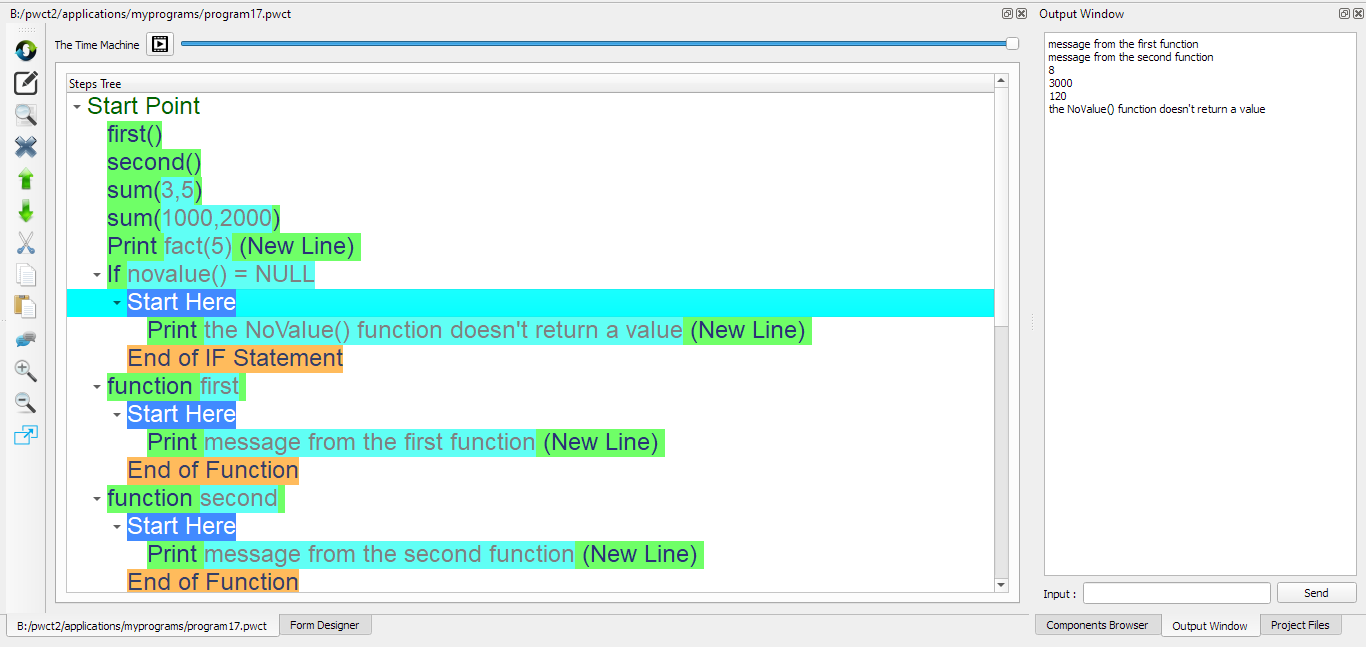 B:/pwct2/applications/myprograms/program17.pwct
The Time Machine
Steps Tree
Start Point
first()
second()
sum(3,5)
sum(1000,2000)
Print fact(5) (New Line)
If novalue() = NULL
Start Here
Print the NoValue() function doesn't return a value (New Line)
End of IF Statement
function first
Start Here
Print message from the first function (New Line)
End of Function
function second
Start Here
Print message from the second function (New Line)
End of Function
B:/pwct2/applications/myprograms/program17.pwct
Form Designer
Output Window
message from the first function
message from the second function
8
3000
120
the NoValue() function doesn't return a value
Input :
Send
Components Browser
Output Window
Project Files